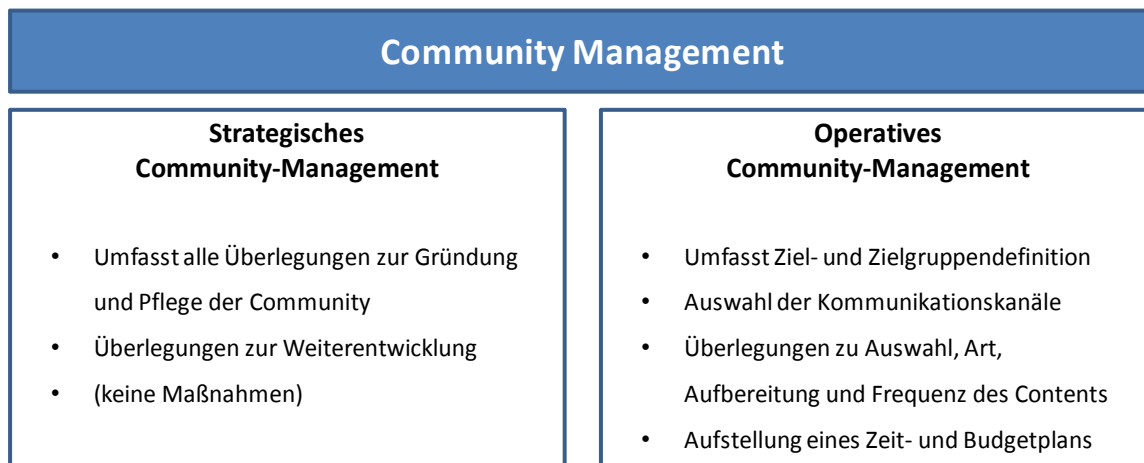 Community Management
Strategisches
Community-Management
• Umfasst alle Überlegungen zur Gründung
und Pflege der Community
• Überlegungen zur Weiterentwicklung
• (keine Maßnahmen)
Operatives
Community-Management
• Umfasst Ziel- und Zielgruppendefinition
• Auswahl der Kommunikationskanäle
• Überlegungen zu Auswahl, Art,
Aufbereitung und Frequenz des Contents
• Aufstellung eines Zeit- und Budgetplans